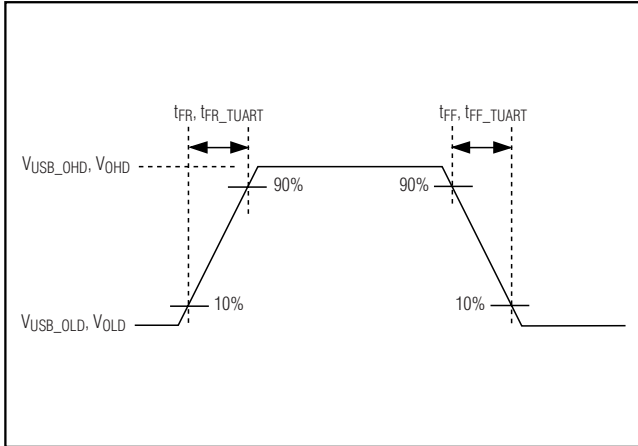 tFR, tFR_TUART
tFF, tFF_TUART
VUSB_OHD, VOHD
90%
90%
10%
10%
VUSB_OLD, VOLD